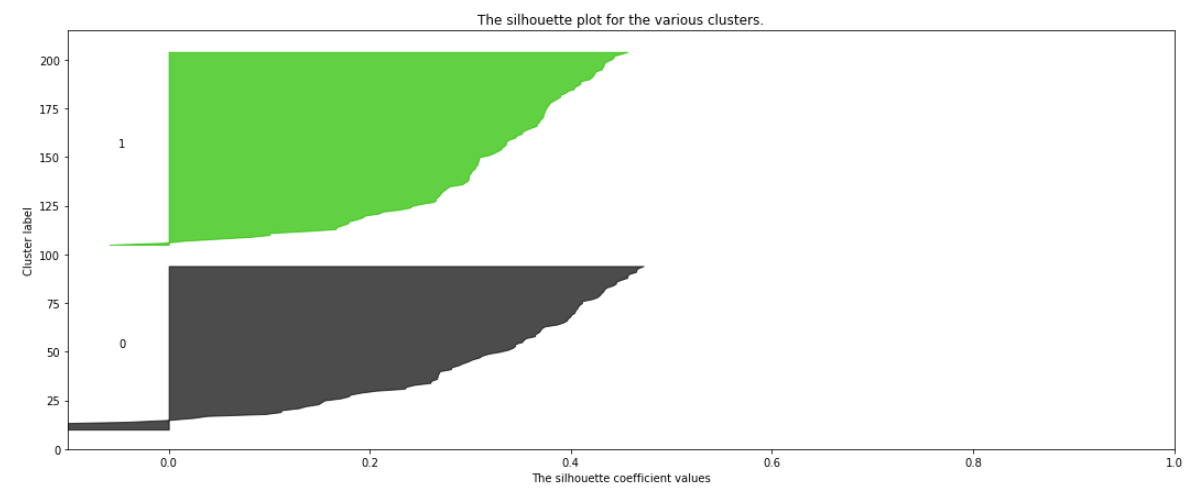 The silhouette plot for the various clusters.
200
175
150
125
100
75
50
25
0
Cluster label
1
0
0.0 0.2 0.4 0.6 0.8 1.0
The silhouette coefficient values